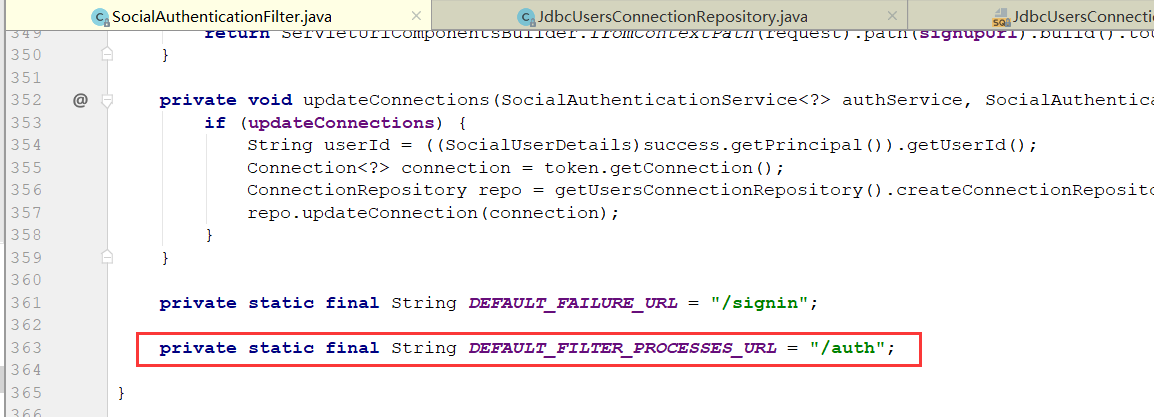 SocialAuthenticationFilter.java
JdbcUsersConnectionRepository.java
JdbcUsersConnecti
349 return ServletUriComponentsBuilder.fromContextPath(request).path(signupUrl).build().to
350 }
351
352 @ private void updateConnections(SocialAuthenticationService<?> authService, SocialAuthentica
353 if (updateConnections) {
354 String userId = ((SocialUserDetails)success.getPrincipal()).getUserId();
355 Connection<?> connection = token.getConnection();
356 ConnectionRepository repo = getUsersConnectionRepository().createConnectionReposito
357 repo.updateConnection(connection);
358 }
359 }
360
361 private static final String DEFAULT_FAILURE_URL = "/signin";
362
363 private static final String DEFAULT_FILTER_PROCESSES_URL = "/auth";
364
365 }
366